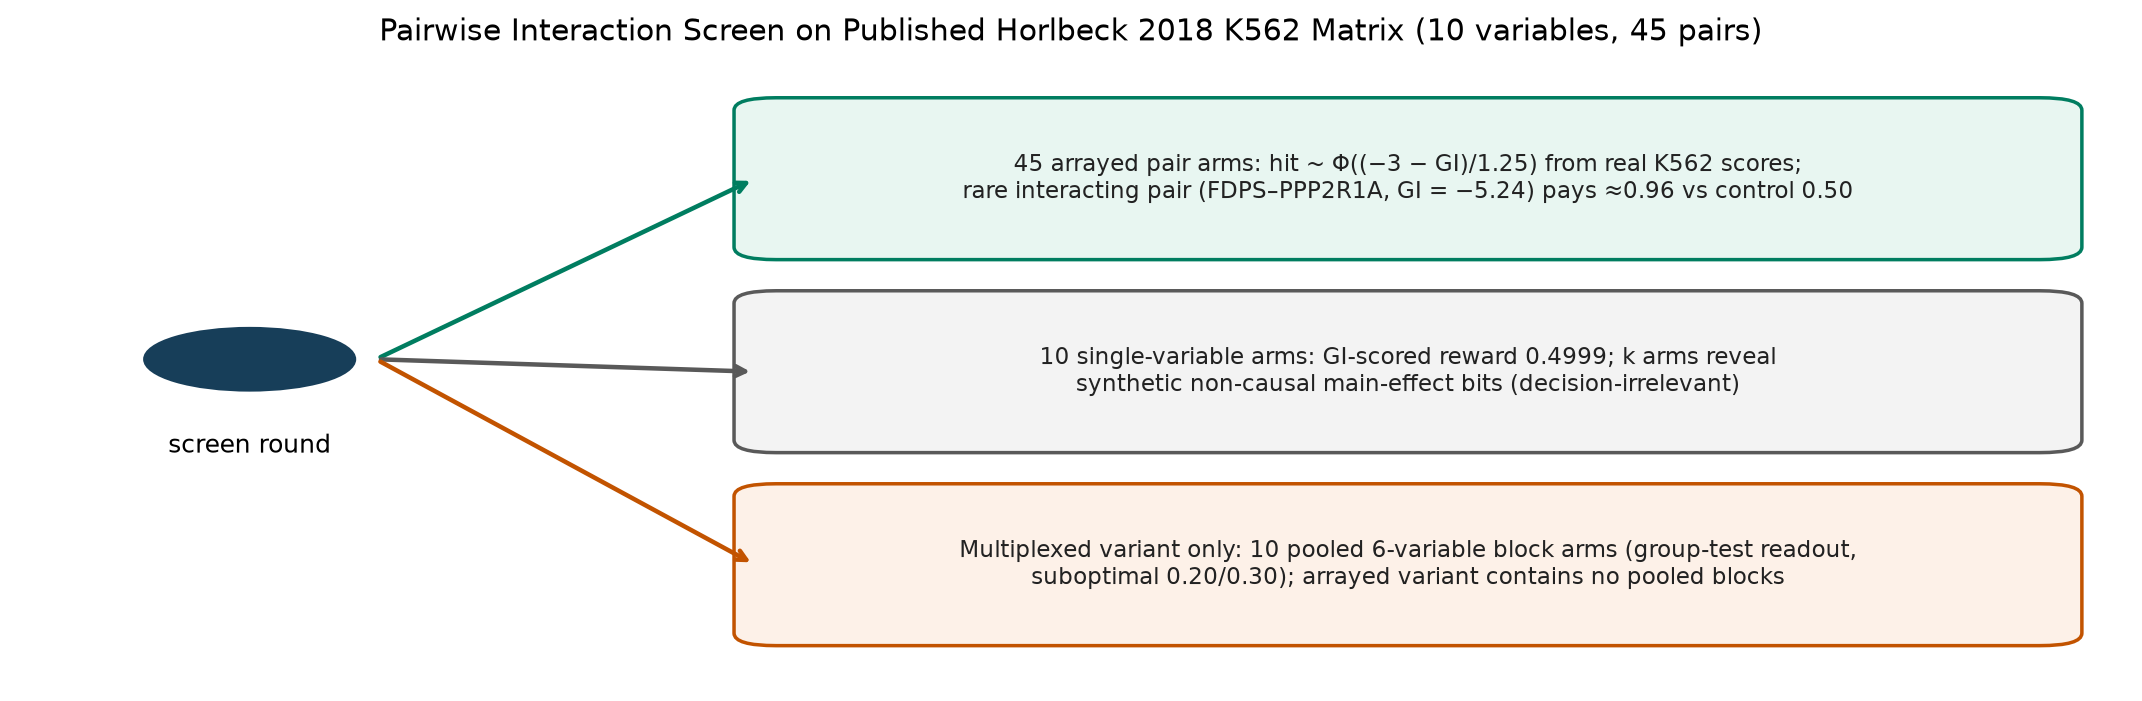 Pairwise Interaction Screen on Published Horlbeck 2018 K562 Matrix (10 variables, 45 pairs)
45 arrayed pair arms: hit ~ Φ((−3 − GI)/1.25) from real K562 scores;
rare interacting pair (FDPS–PPP2R1A, GI = −5.24) pays ≈0.96 vs control 0.50
10 single-variable arms: GI-scored reward 0.4999; k arms reveal
synthetic non-causal main-effect bits (decision-irrelevant)
screen round
Multiplexed variant only: 10 pooled 6-variable block arms (group-test readout,
suboptimal 0.20/0.30); arrayed variant contains no pooled blocks